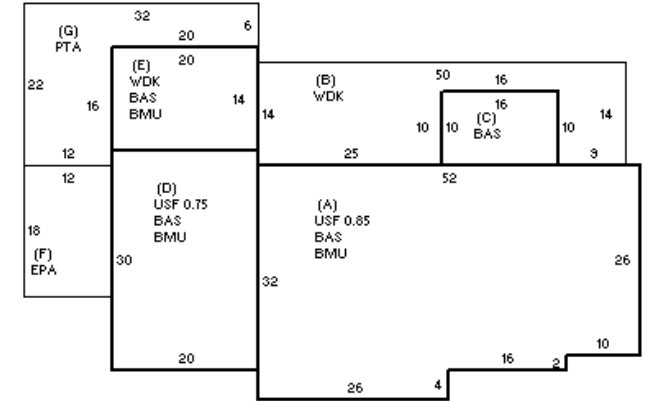 32
(G)
PTA
6
20
20
(E)
WDK
BAS
BMU
22
16
14
14
(B)
WDK
50
16
16
(C)
BAS
10
10
10
14
12
25
9
12
52
(D)
USF 0.75
BAS
BMU
(A)
USF 0.85
BAS
BMU
18
(F)
EPA
30
32
26
20
10
16
2
26
4